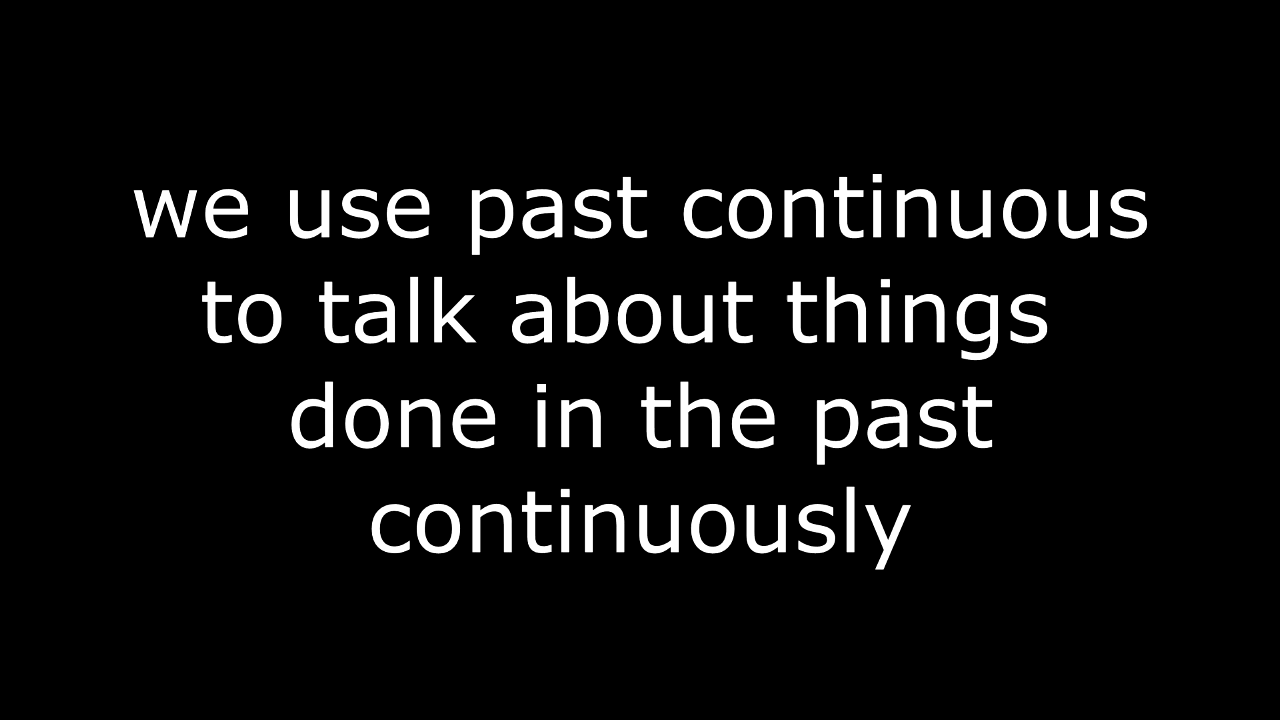 we use past continuous
to talk about things
done in the past
continuously